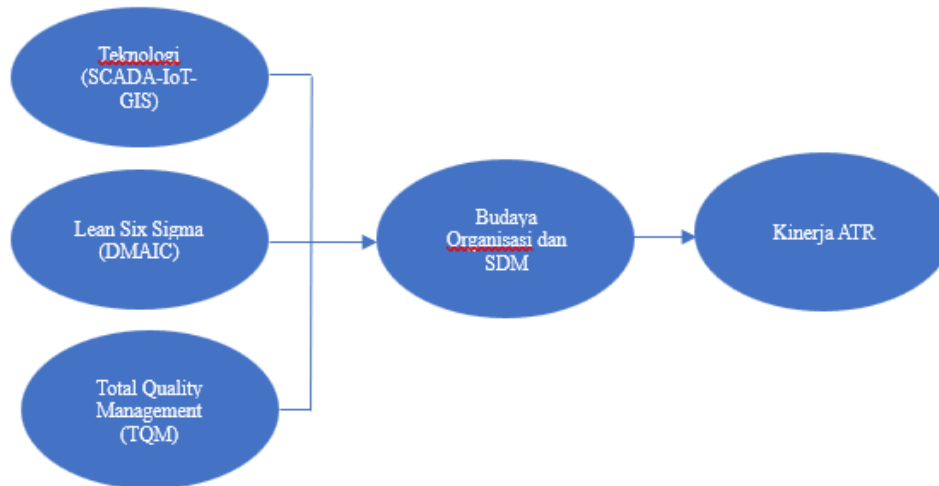 Teknologi
(SCADA-IoT-
GIS)
Lean Six Sigma
(DMAIC)
Total Quality
Management
(TQM)
Budaya
Organisasi dan
SDM
Kinerja ATR